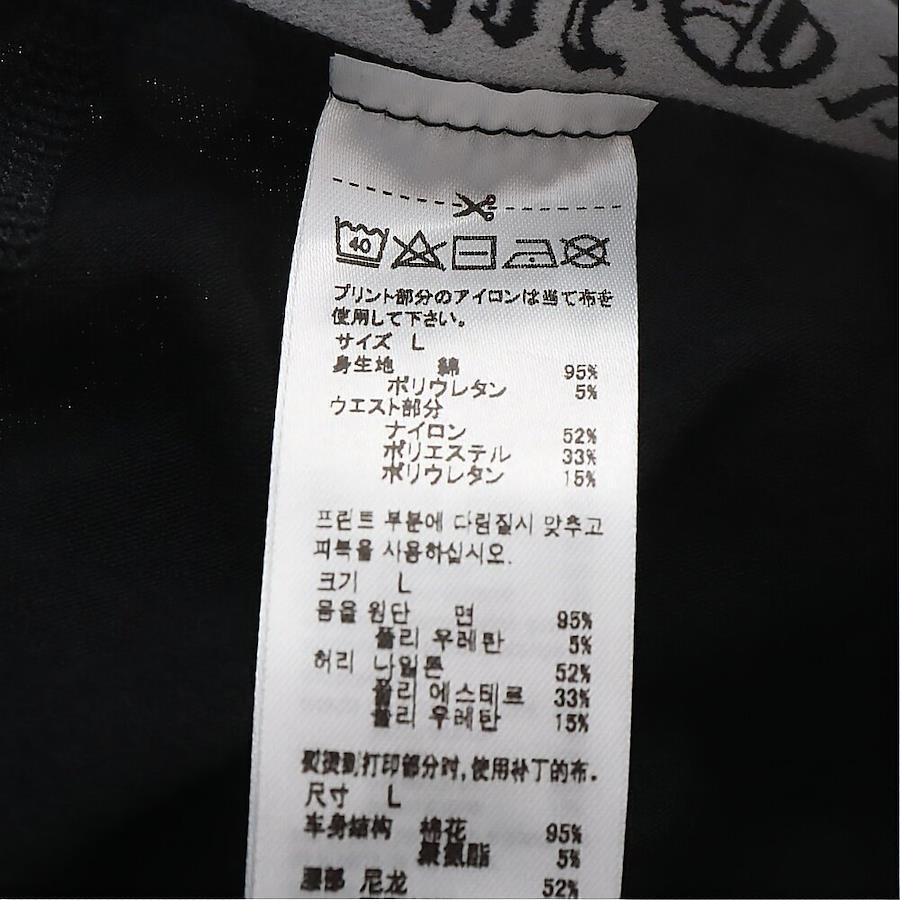 40
プリント部分のアイロンは当て布を
使用して下さい。
サイズ L
身生地 綿 95%
ポリウレタン 5%
ウエスト部分
ナイロン 52%
ポリエステル 33%
ポリウレタン 15%
프린트 부분에 다림질시 맞추고
피복을 사용하십시오.
크기 L
몸을 원단 면 95%
폴리 우레탄 5%
허리 나일론 52%
폴리 에스테르 33%
폴리 우레탄 15%
熨烫到打印部分时,使用补丁的布.
尺寸 L
车身结构 棉花 95%
聚氨酯 5%
腰部 尼龙 52%